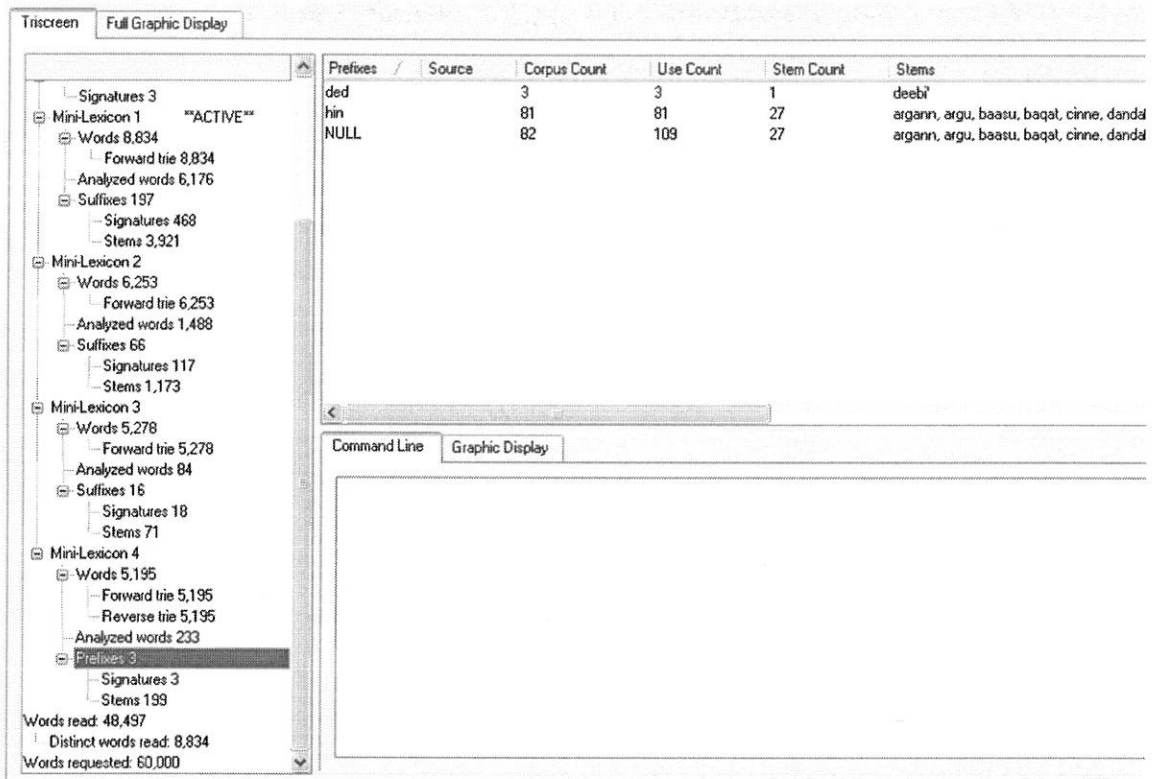 Triscreen Full Graphic Display
Signatures 3
Mini-Lexicon 1 **ACTIVE**
Words 8,834
Forward trie 8,834
Analyzed words 6,176
Suffixes 197
Signatures 468
Stems 3,921
Mini-Lexicon 2
Words 6,253
Forward trie 6,253
Analyzed words 1,488
Suffixes 66
Signatures 117
Stems 1,173
Mini-Lexicon 3
Words 5,278
Forward trie 5,278
Analyzed words 84
Suffixes 16
Signatures 18
Stems 71
Mini-Lexicon 4
Words 5,195
Forward trie 5,195
Reverse trie 5,195
Analyzed words 233
Prefixes 3
Signatures 3
Stems 199
Words read: 48,497
Distinct words read: 8,834
Words requested: 60,000
Prefixes / Source Corpus Count Use Count Stem Count Stems
ded 3 3 1 deebi'
hin 81 81 27 argann, argu, baasu, baqat, cinne, dandal
NULL 82 109 27 argann, argu, baasu, baqat, cinne, dandal
Command Line Graphic Display